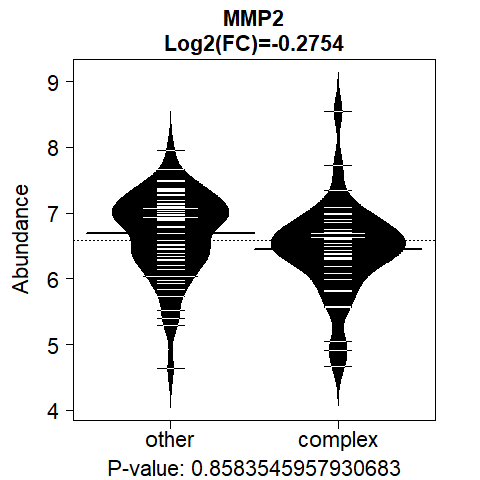 MMP2
Log2(FC)=-0.2754
Abundance
9
8
7
6
5
4
other complex
P-value: 0.8583545957930683